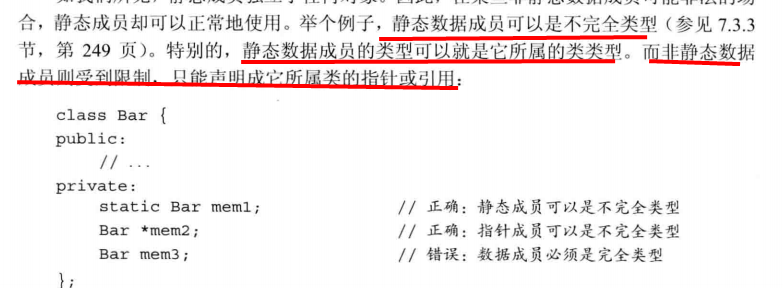 合，静态成员却可以正常地使用。举个例子，静态数据成员可以是不完全类型（参见 7.3.3
节，第 249 页）。特别的，静态数据成员的类型可以就是它所属的类类型。而非静态数据
成员则受到限制，只能声明成它所属类的指针或引用：
class Bar {
public:
// ...
private:
static Bar mem1; // 正确：静态成员可以是不完全类型
Bar *mem2; // 正确：指针成员可以是不完全类型
Bar mem3; // 错误：数据成员必须是完全类型
};